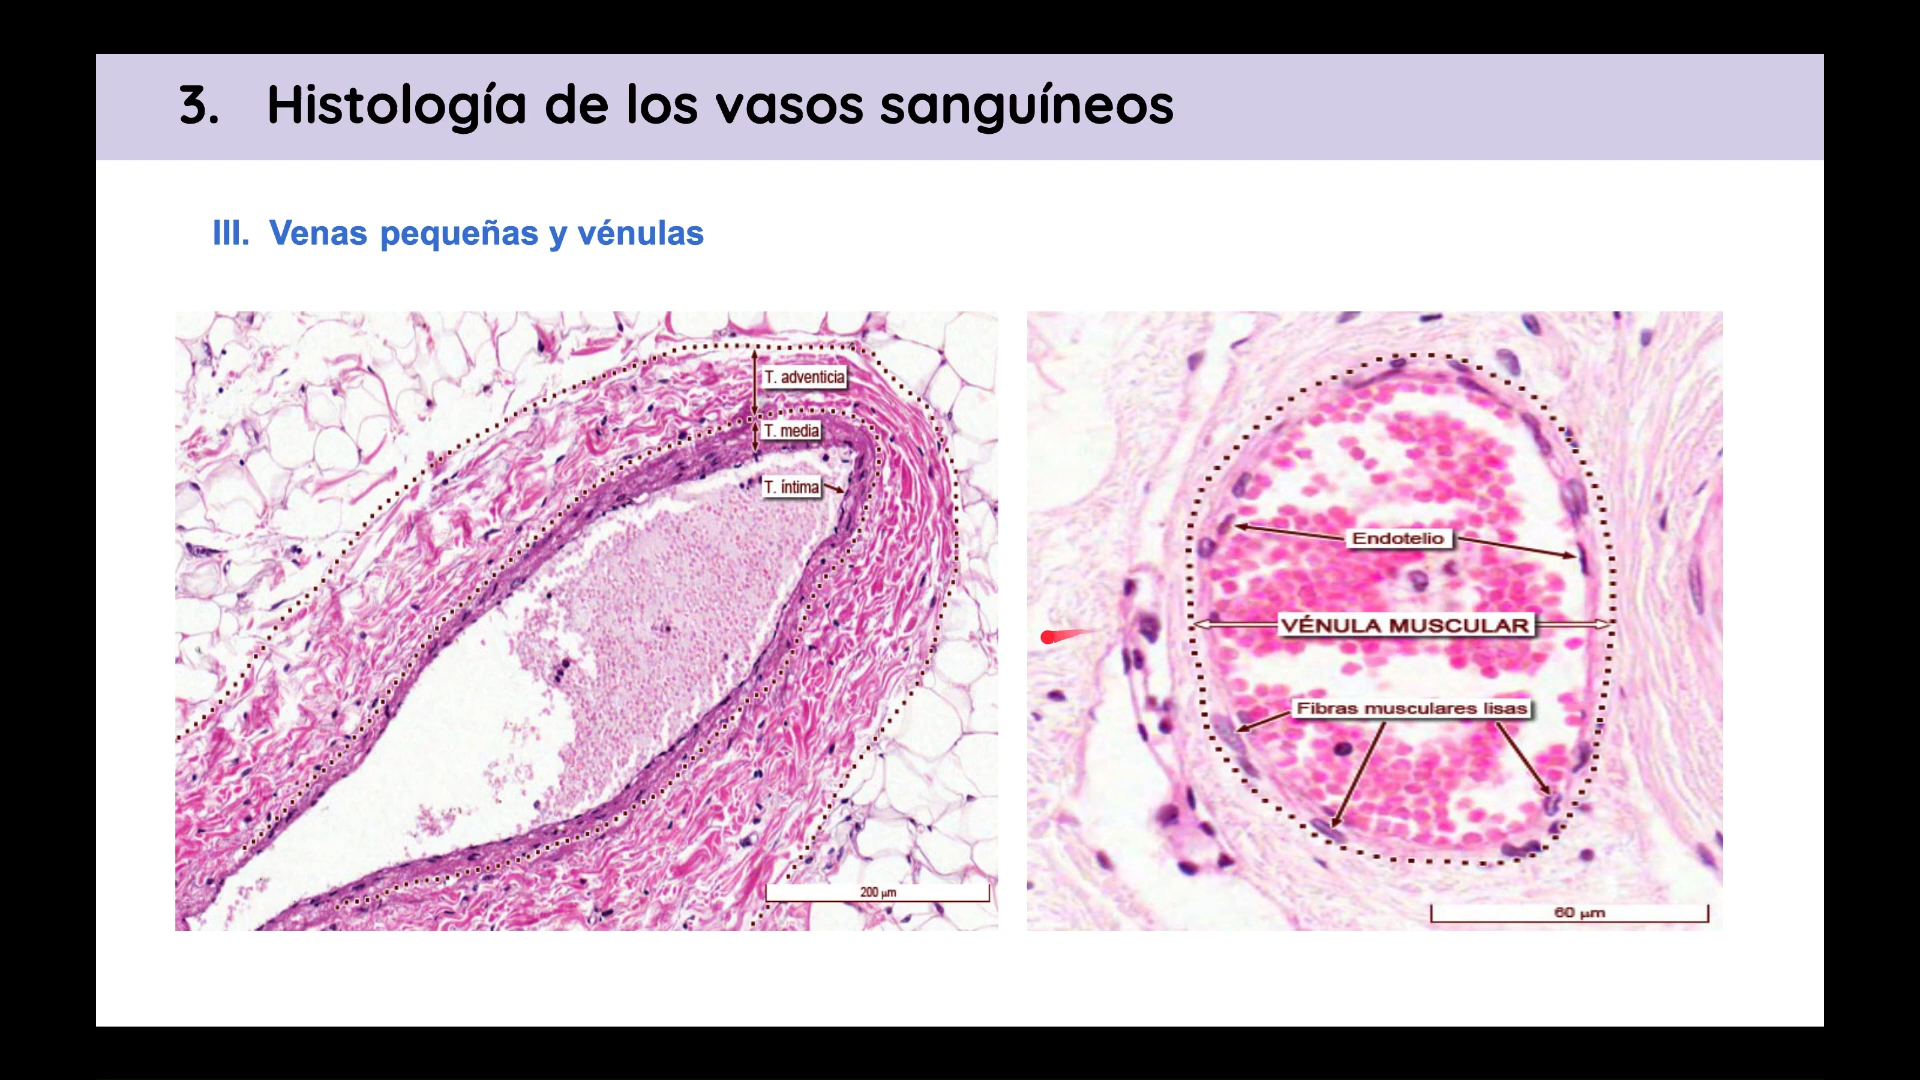 3. Histología de los vasos sanguíneos
III. Venas pequeñas y vénulas
T. adventicia
T. media
T. íntima
200 µm
Endotelio
VÉNULA MUSCULAR
Fibras musculares lisas
60 µm